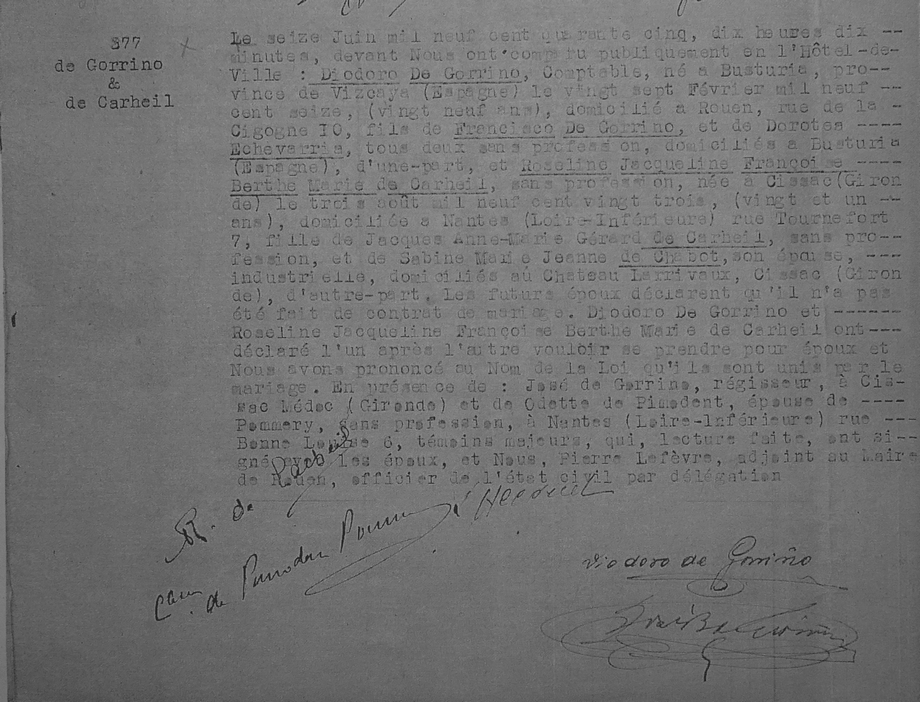 377
de Gorrino
&
de Carheil
Le seize Juin mil neuf cent quarante cinq, dix heures dix --
minutes, devant Nous ont comparu publiquement en l'Hôtel-de-
Ville : Diodoro De Gorrino, Comptable, né à Busturia, pro--
vince de Vizcaya (Espagne) le vingt sept Février mil neuf --
cent seize, (vingt neuf ans), domicilié à Rouen, rue de la -
Cigogne IO, fils de Francisco De Gorrino, et de Dorotea ----
Echevarria, tous deux sans profession, domiciliés à Busturia
(Espagne), d'une-part, et Roseline Jacqueline Françoise ----
Berthe Marie de Carheil, sans profession, née à Cissac(Giron
de) le trois août mil neuf cent vingt trois, (vingt et un --
ans), domiciliée à Nantes (Loire-Inférieure) rue Tournefort
7, fille de Jacques Anne-Marie Gérard de Carheil, sans pro--
fession, et de Sabine Marie Jeanne de Chabot,son épouse, ---
industrielle, domiciliés au Chateau Larrivaux, Cissac (Giron
de), d'autre-part. Les futurs époux déclarent qu'il n'a pas
été fait de contrat de mariage. Diodoro De Gorrino et ------
Roseline Jacqueline Françoise Berthe Marie de Carheil ont----
déclaré l'un après l'autre vouloir se prendre pour époux et
Nous avons prononcé au Nom de la Loi qu'ils sont unis par le
mariage. En présence de : José de Gorrino, régisseur, à Cis-
sac Médoc (Gironde) et de Odette de Pimodent, épouse de ----
Pommery, sans profession, à Nantes (Loire-Inférieure) rue ---
Bonne Louise 6, témoins majeurs, qui, lecture faite, ont si-
gné avec les époux, et Nous, Pierre Lefèvre, adjoint au Maire
de Rouen, officier de l'état civil par délégation
R. de Carheil
de Pimodan
Diodoro de Gorriño